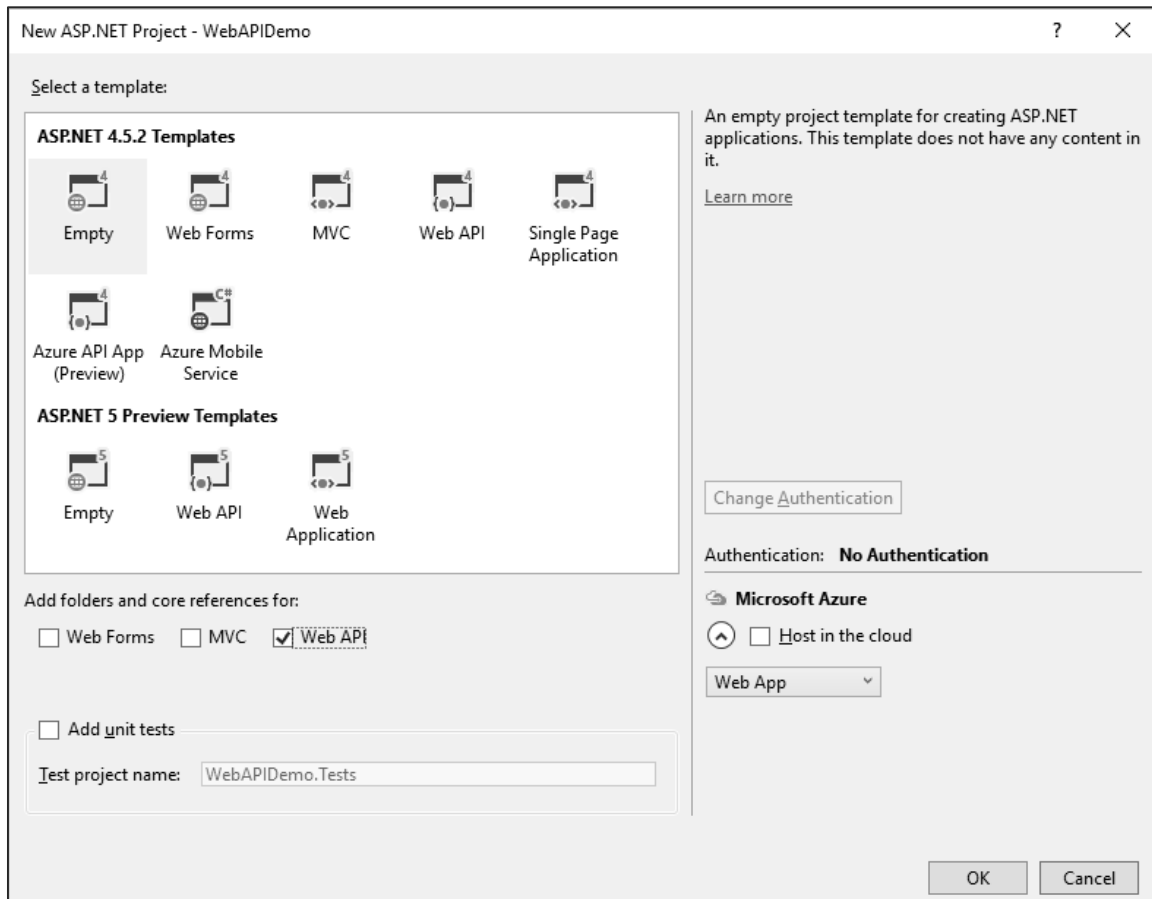 New ASP.NET Project - WebAPIDemo
?
Select a template:
ASP.NET 4.5.2 Templates
4 4 4 4 4
Empty Web Forms MVC Web API Single Page
Application
4 C#
Azure API App Azure Mobile
(Preview) Service
ASP.NET 5 Preview Templates
5 5 5
Empty Web API Web
Application
An empty project template for creating ASP.NET
applications. This template does not have any content in
it.
Learn more
Change Authentication
Authentication: No Authentication
Microsoft Azure
Host in the cloud
Web App
Add folders and core references for:
Web Forms MVC Web API
Add unit tests
Test project name: WebAPIDemo.Tests
OK Cancel